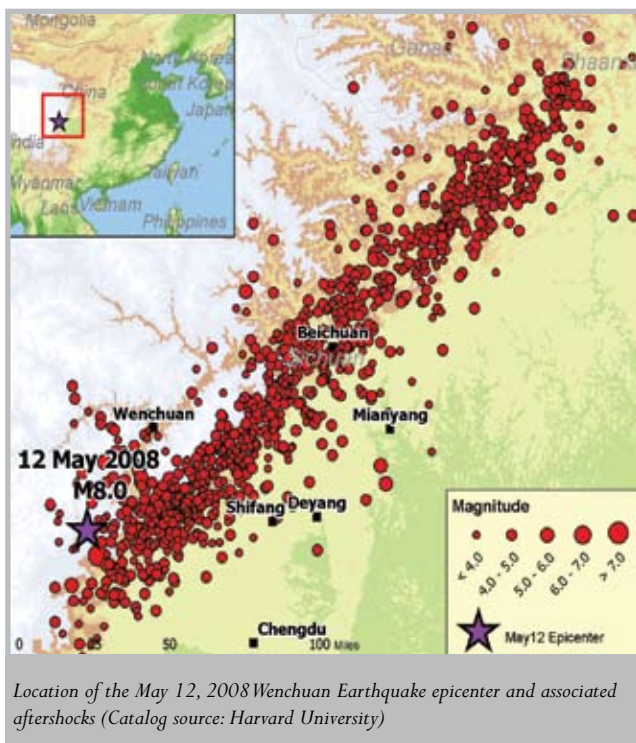 Mongolia
North Korea
South Korea
China
Japan
India
Myanmar
Taiwan
Laos
Vietnam
Philippines
Gansu
Beichuan
Sichuan
Wenchuan
Mianyang
12 May 2008
M8.0
Shifang
Deyang
Magnitude
< 4.0
4.0 - 5.0
5.0 - 6.0
6.0 - 7.0
> 7.0
May12 Epicenter
Chengdu
0 25 50 100 Miles
Location of the May 12, 2008 Wenchuan Earthquake epicenter and associated
aftershocks (Catalog source: Harvard University)